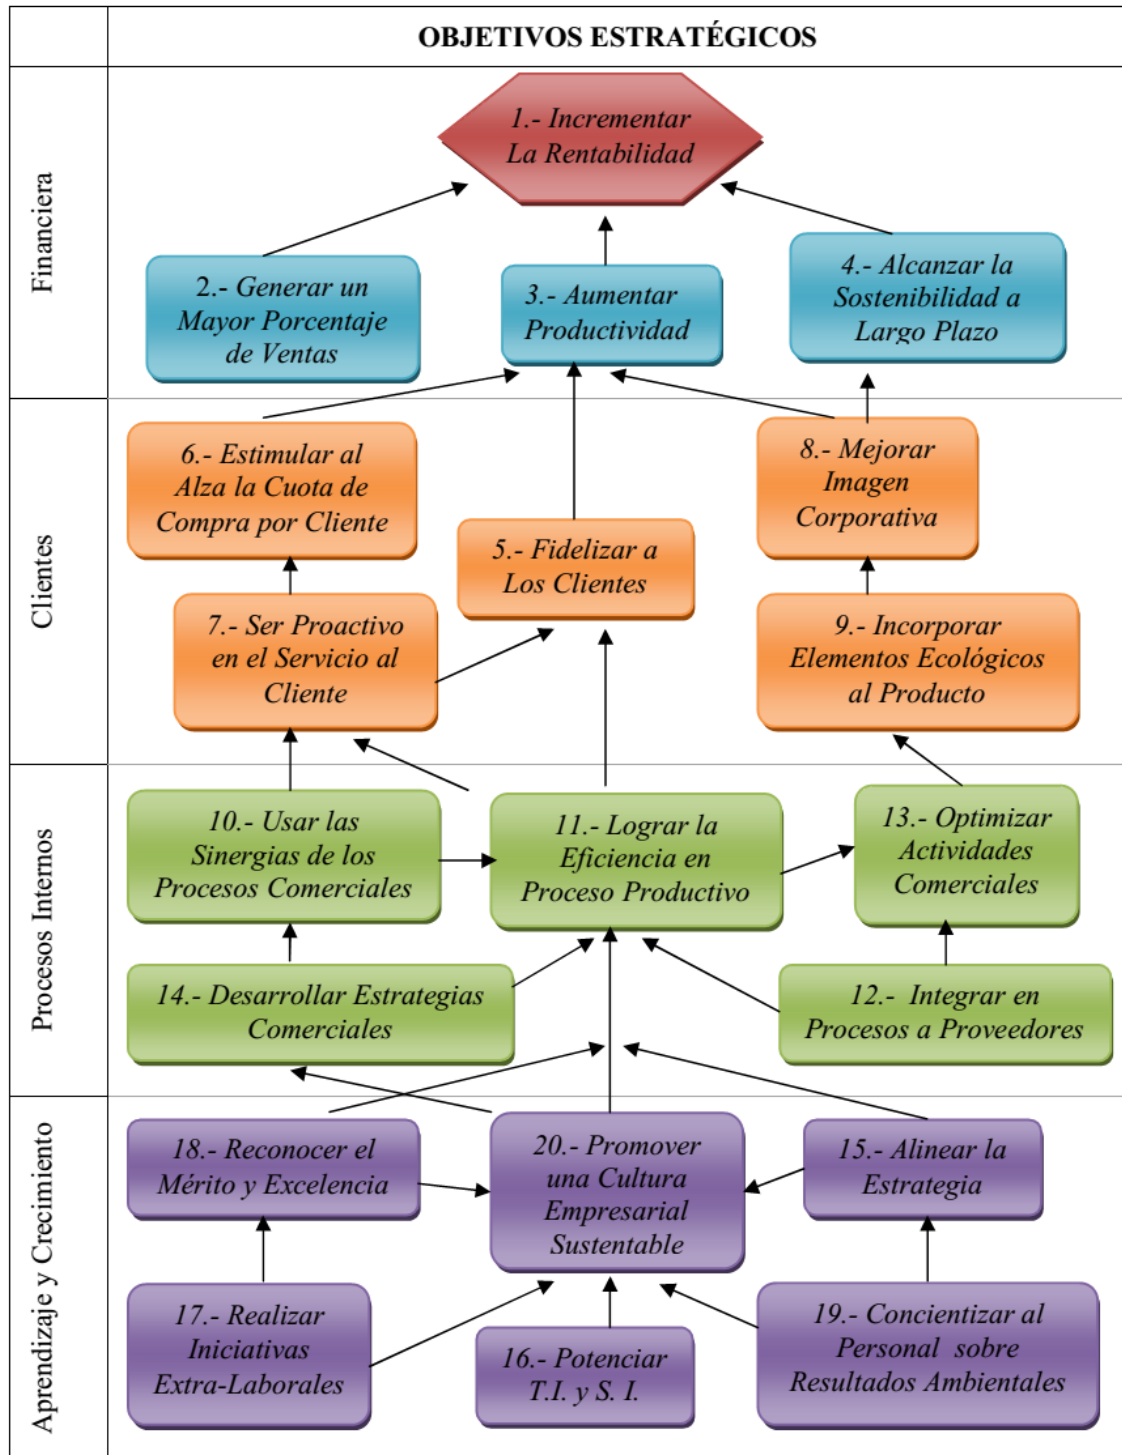 OBJETIVOS ESTRATÉGICOS
Financiera
1.- Incrementar
La Rentabilidad
2.- Generar un
Mayor Porcentaje
de Ventas
3.- Aumentar
Productividad
4.- Alcanzar la
Sostenibilidad a
Largo Plazo
Clientes
6.- Estimular al
Alza la Cuota de
Compra por Cliente
5.- Fidelizar a
Los Clientes
8.- Mejorar
Imagen
Corporativa
7.- Ser Proactivo
en el Servicio al
Cliente
9.- Incorporar
Elementos Ecológicos
al Producto
Procesos Internos
10.- Usar las
Sinergias de los
Procesos Comerciales
11.- Lograr la
Eficiencia en
Proceso Productivo
13.- Optimizar
Actividades
Comerciales
14.- Desarrollar Estrategias
Comerciales
12.- Integrar en
Procesos a Proveedores
Aprendizaje y Crecimiento
18.- Reconocer el
Mérito y Excelencia
20.- Promover
una Cultura
Empresarial
Sustentable
15.- Alinear la
Estrategia
17.- Realizar
Iniciativas
Extra-Laborales
16.- Potenciar
T.I. y S. I.
19.- Concientizar al
Personal sobre
Resultados Ambientales